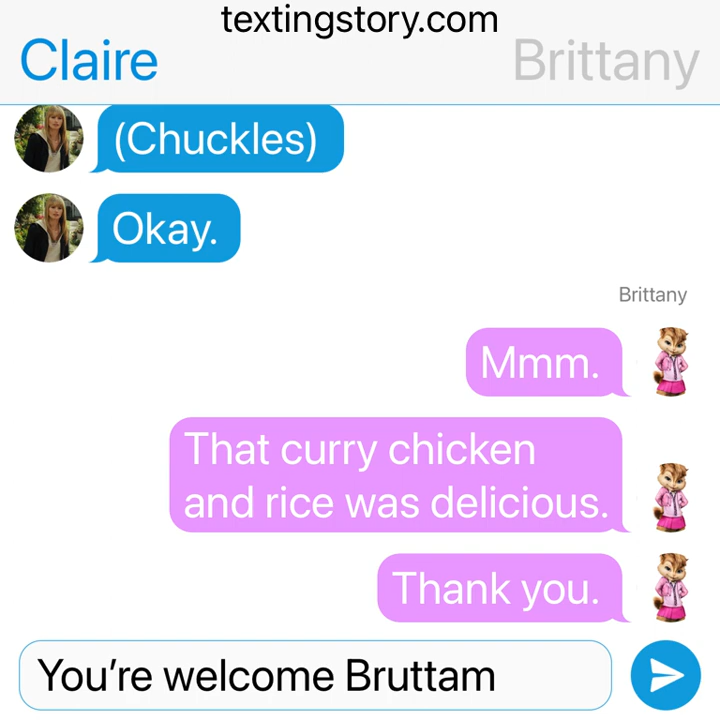 textingstory.com
Claire
Brittany
(Chuckles)
Okay.
Brittany
Mmm.
That curry chicken
and rice was delicious.
Thank you.
You’re welcome Bruttam